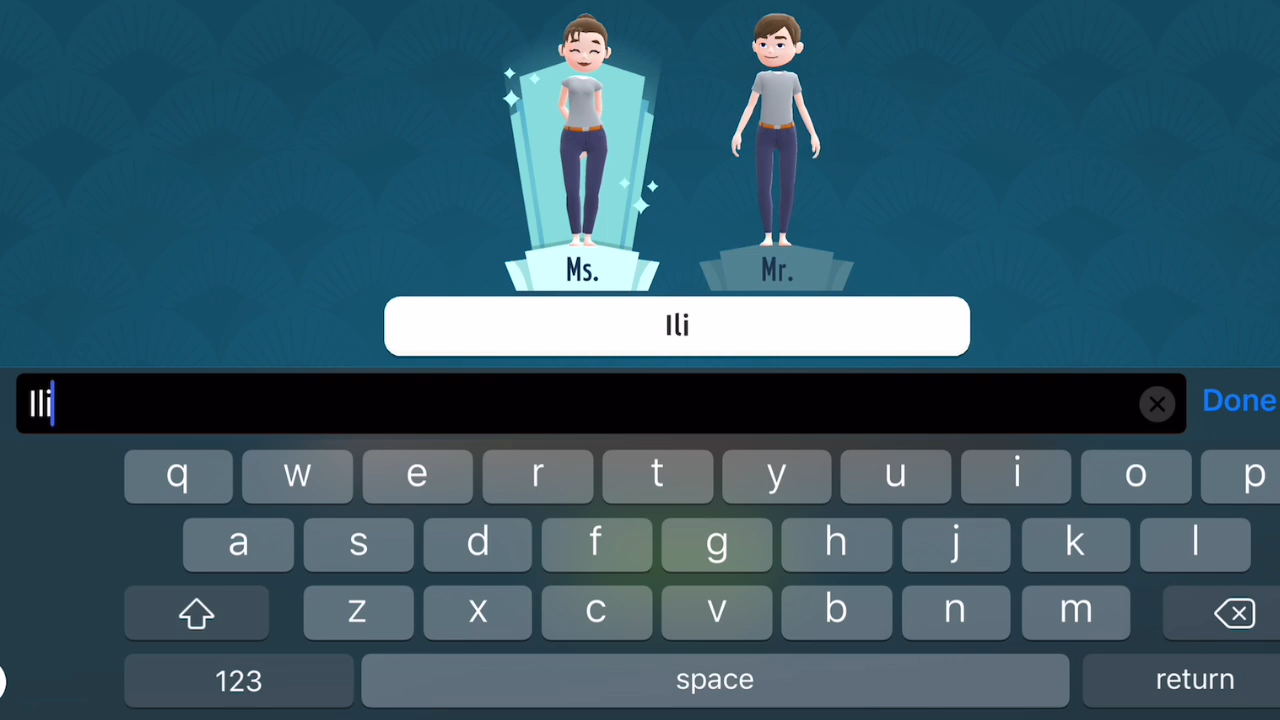 Ms. Mr.
Ili
Ili Done
q w e r t y u i o p
a s d f g h j k l
z x c v b n m
123 space return